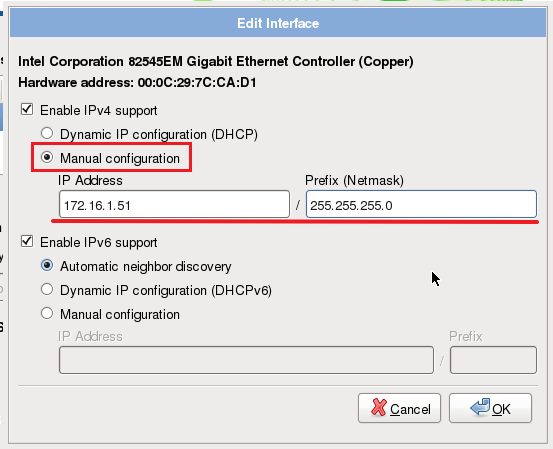 Edit Interface
Intel Corporation 82545EM Gigabit Ethernet Controller (Copper)
Hardware address: 00:0C:29:7C:CA:D1
Enable IPv4 support
Dynamic IP configuration (DHCP)
Manual configuration
IP Address Prefix (Netmask)
172.16.1.51 / 255.255.255.0
Enable IPv6 support
Automatic neighbor discovery
Dynamic IP configuration (DHCPv6)
Manual configuration
IP Address Prefix
/
Cancel OK